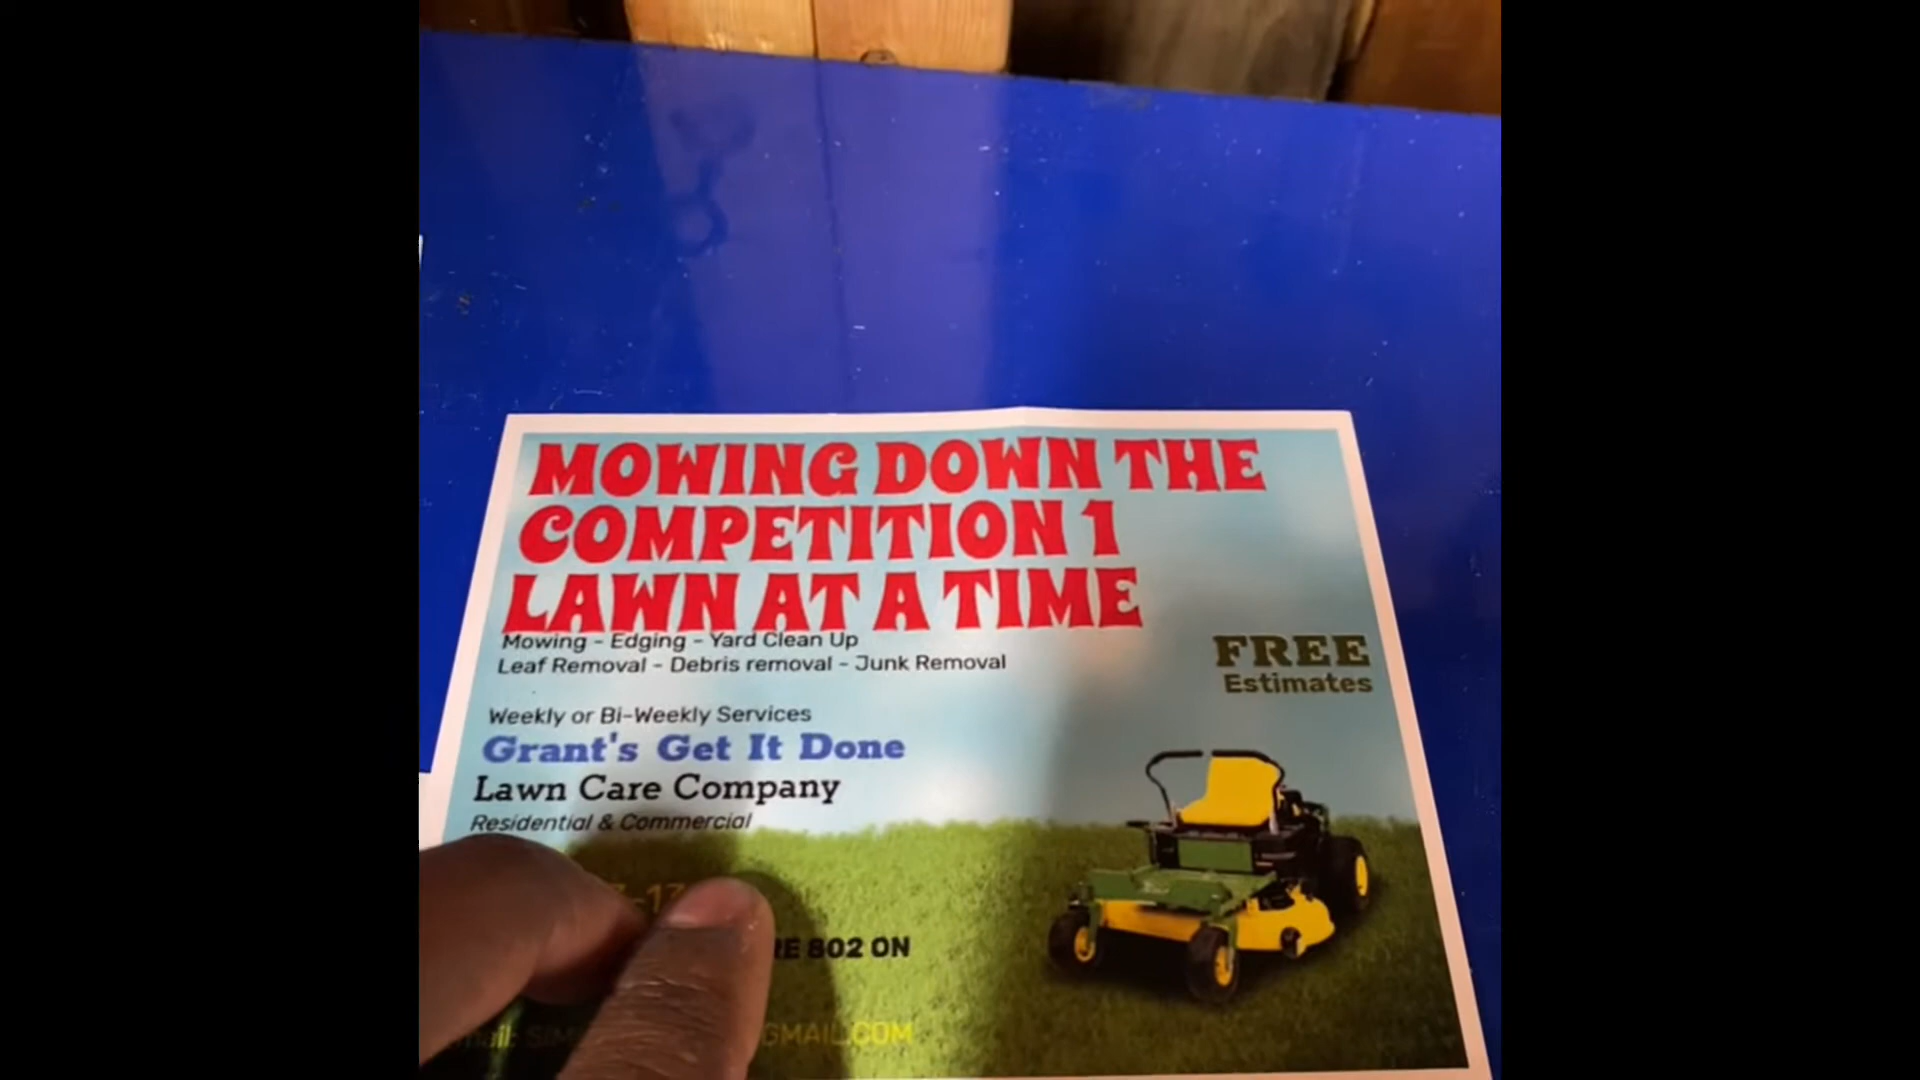 MOWING DOWN THE
COMPETITION 1
LAWN AT A TIME
Mowing - Edging - Yard Clean Up
Leaf Removal - Debris removal - Junk Removal
FREE
Estimates
Weekly or Bi-Weekly Services
Grant's Get It Done
Lawn Care Company
Residential & Commercial
802 ON
GMAIL.COM